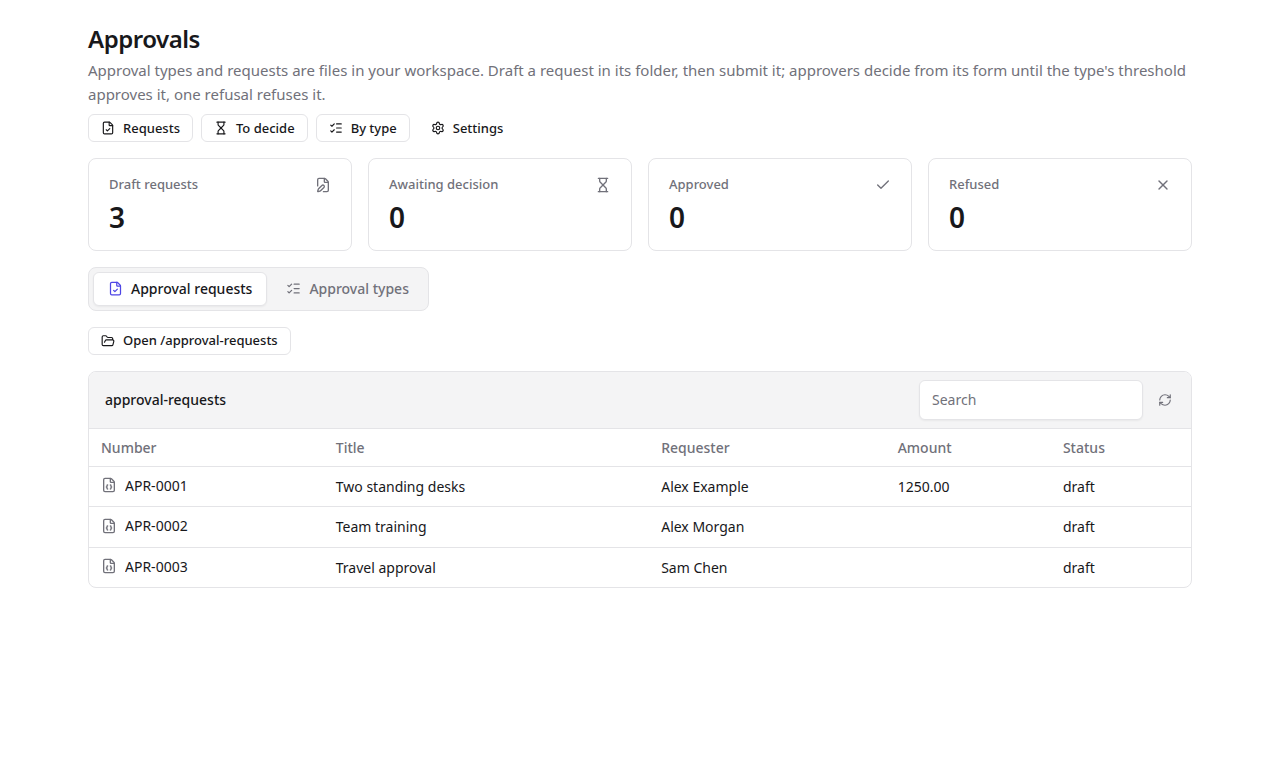 Approvals
Approval types and requests are files in your workspace. Draft a request in its folder, then submit it; approvers decide from its form until the type's threshold
approves it, one refusal refuses it.
Requests To decide By type Settings
Draft requests Awaiting decision Approved Refused
3 0 0 0
Approval requests Approval types
Open /approval-requests
approval-requests Search
Number Title Requester Amount Status
APR-0001 Two standing desks Alex Example 1250.00 draft
APR-0002 Team training Alex Morgan draft
APR-0003 Travel approval Sam Chen draft